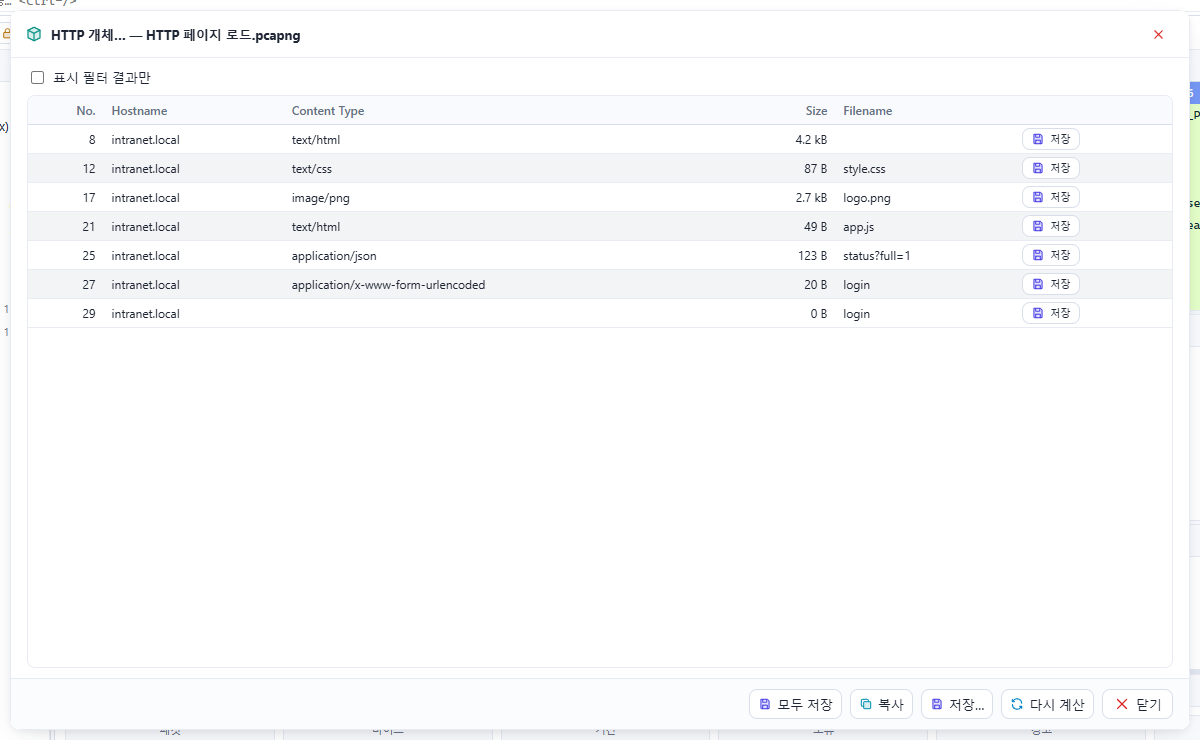 <Ctrl-/>
HTTP 개체... — HTTP 페이지 로드.pcapng
표시 필터 결과만
No. Hostname Content Type Size Filename
8 intranet.local text/html 4.2 kB 저장
12 intranet.local text/css 87 B style.css 저장
17 intranet.local image/png 2.7 kB logo.png 저장
21 intranet.local text/html 49 B app.js 저장
25 intranet.local application/json 123 B status?full=1 저장
27 intranet.local application/x-www-form-urlencoded 20 B login 저장
29 intranet.local 0 B login 저장
모두 저장 복사 저장... 다시 계산 닫기